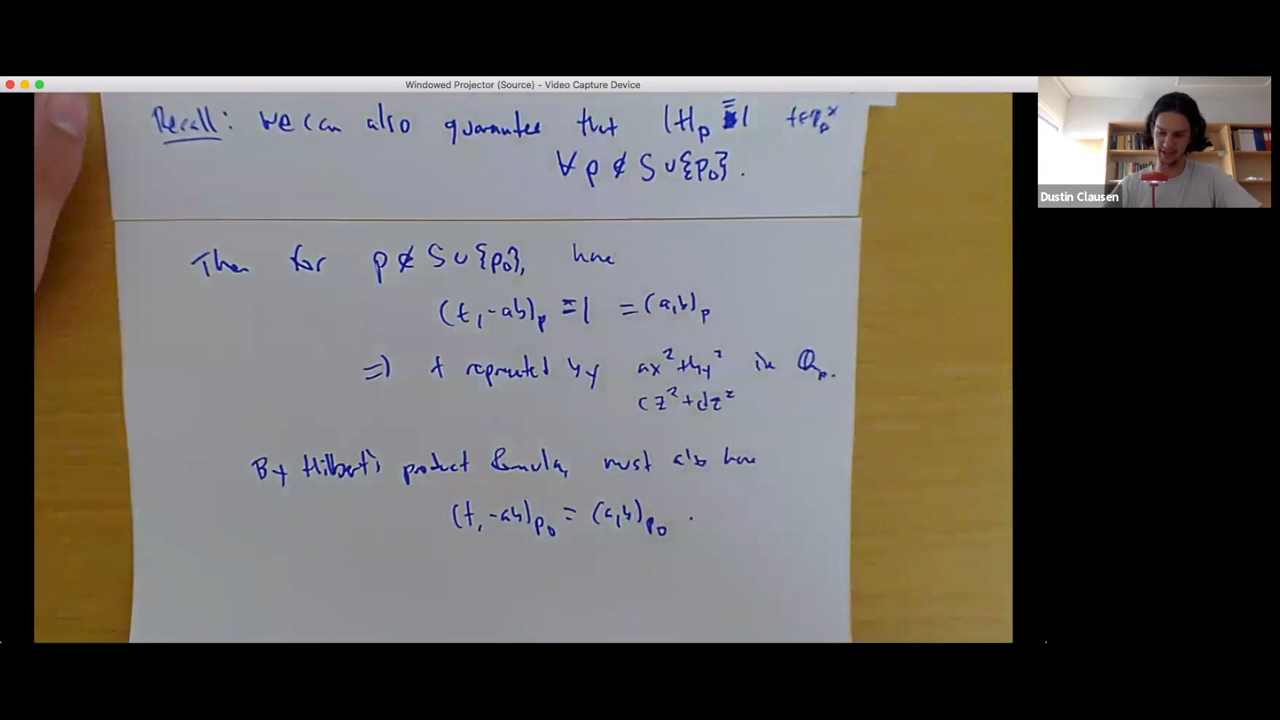 Windowed Projector (Source) - Video Capture Device
Recall: we can also guarantee that |t|_p = 1 t∈ℤ_p^x
∀ p ∉ S ∪ {p_0}.
Dustin Clausen
Then for p ∉ S ∪ {p_0}, have
(t, -ab)_p = 1 = (a,b)_p
⇒ t represented by ax² + by² in ℚ_p.
cz² + dz²
By Hilbert's product formula, must also have
(t, -ab)_{p_0} = (a,b)_{p_0}.